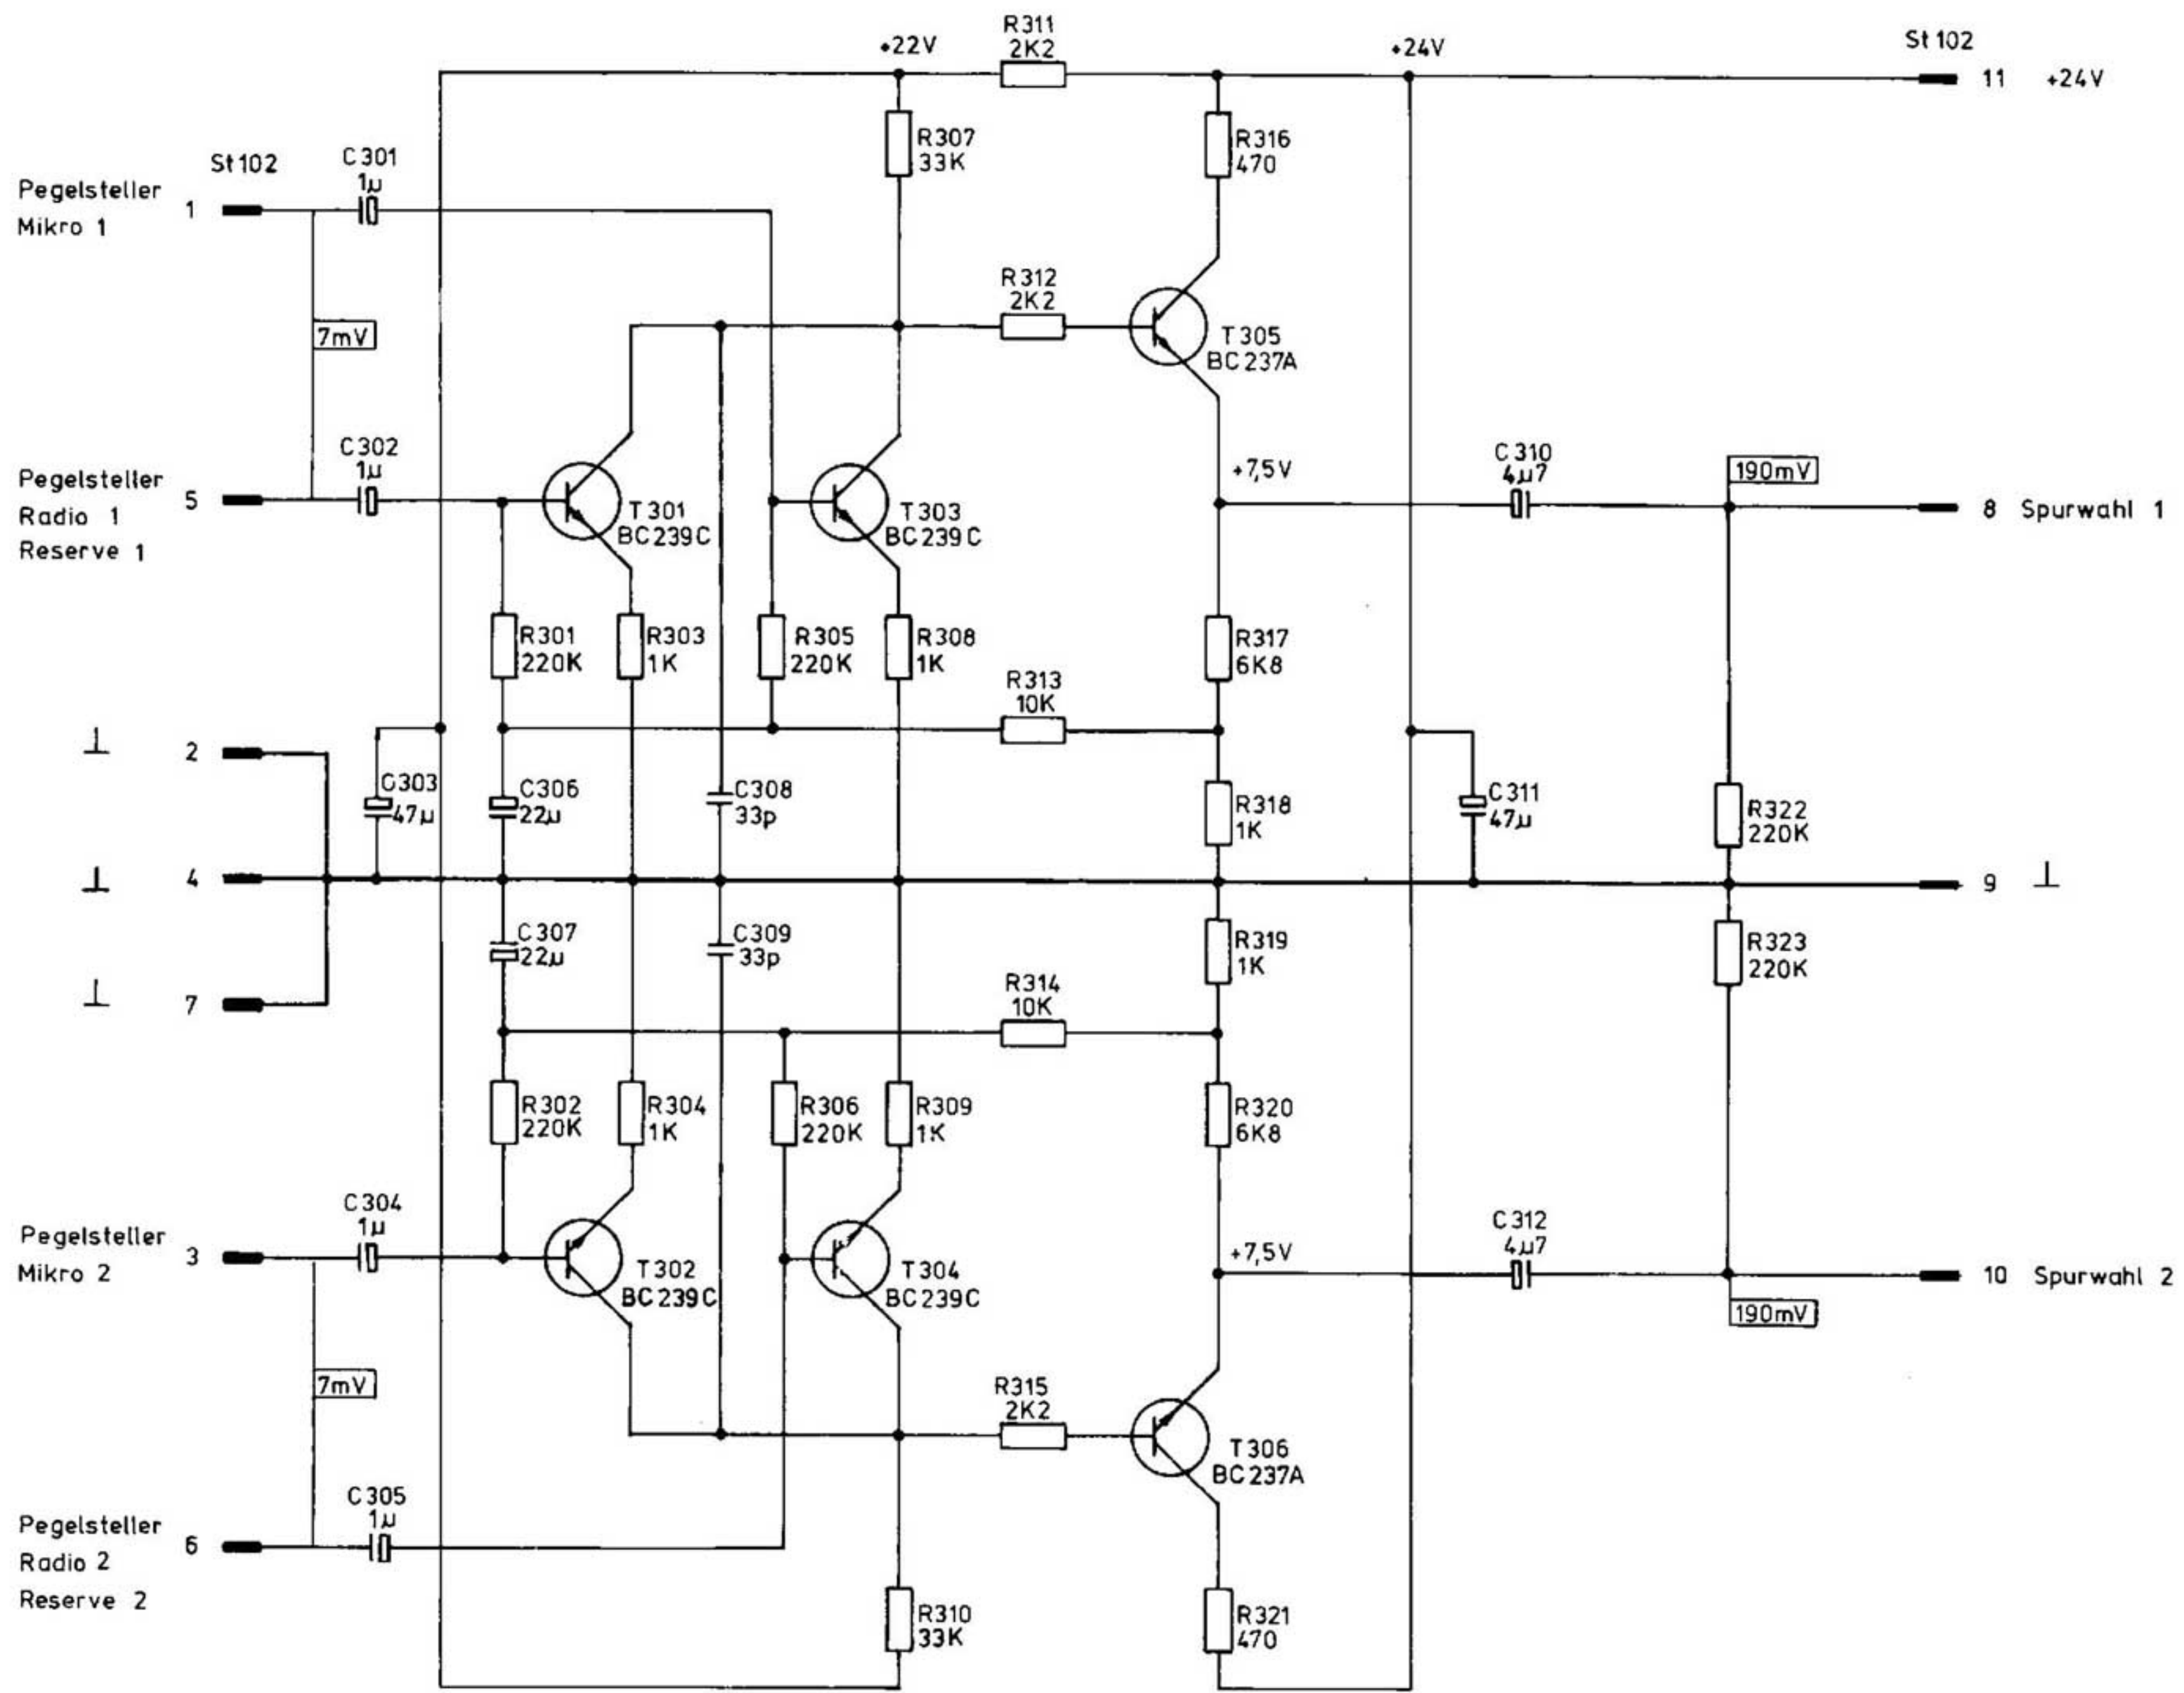 R311
2K2
+22V
+24V
St 102
11 +24V
R307
33K
R316
470
St 102
C301
1µ
Pegelsteller
Mikro 1
1
R312
2K2
T305
BC237A
7mV
C302
1µ
Pegelsteller
Radio 1
Reserve 1
5
T301
BC239C
T303
BC239C
+7,5V
C310
4µ7
190mV
8 Spurwahl 1
R301
220K
R303
1K
R305
220K
R308
1K
R317
6K8
R313
10K
⊥ 2
C303
47µ
C306
22µ
C308
33p
R318
1K
C311
47µ
R322
220K
⊥ 4
9 ⊥
C307
22µ
C309
33p
R319
1K
R323
220K
⊥ 7
R314
10K
R302
220K
R304
1K
R306
220K
R309
1K
R320
6K8
C304
1µ
Pegelsteller
Mikro 2
3
T302
BC239C
T304
BC239C
+7,5V
C312
4µ7
10 Spurwahl 2
190mV
7mV
R315
2K2
T306
BC237A
C305
1µ
Pegelsteller
Radio 2
Reserve 2
6
R310
33K
R321
470